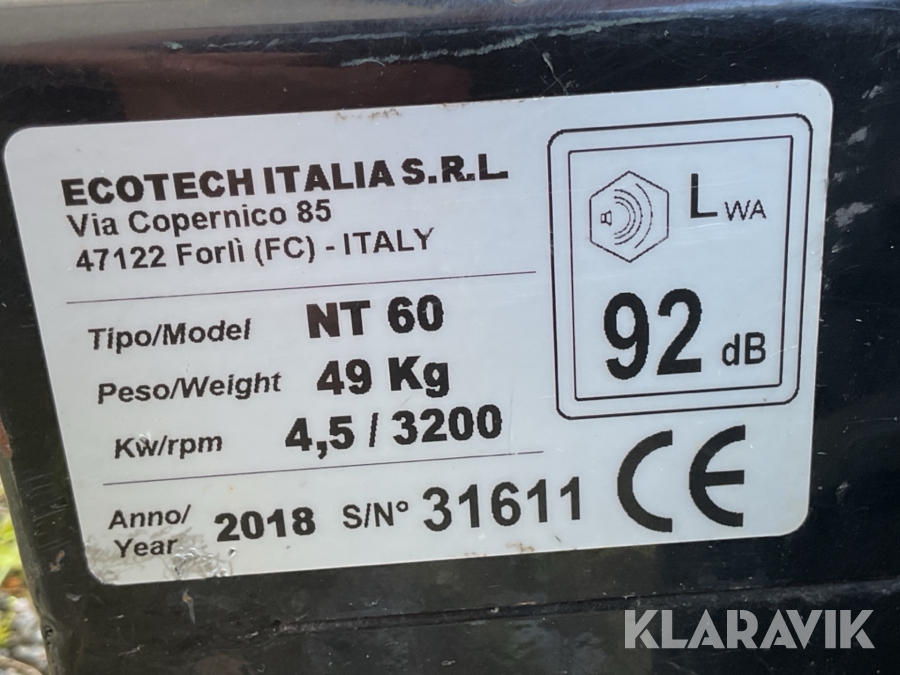 ECOTECH ITALIA S.R.L
Via Copernico 85
47122 Forlì (FC) - ITALY
Tipo/Model NT 60
Peso/Weight 49 Kg
Kw/rpm 4,5 / 3200
Anno/
Year 2018 S/N° 31611
LWA
92 dB
CE
KLARAVIK